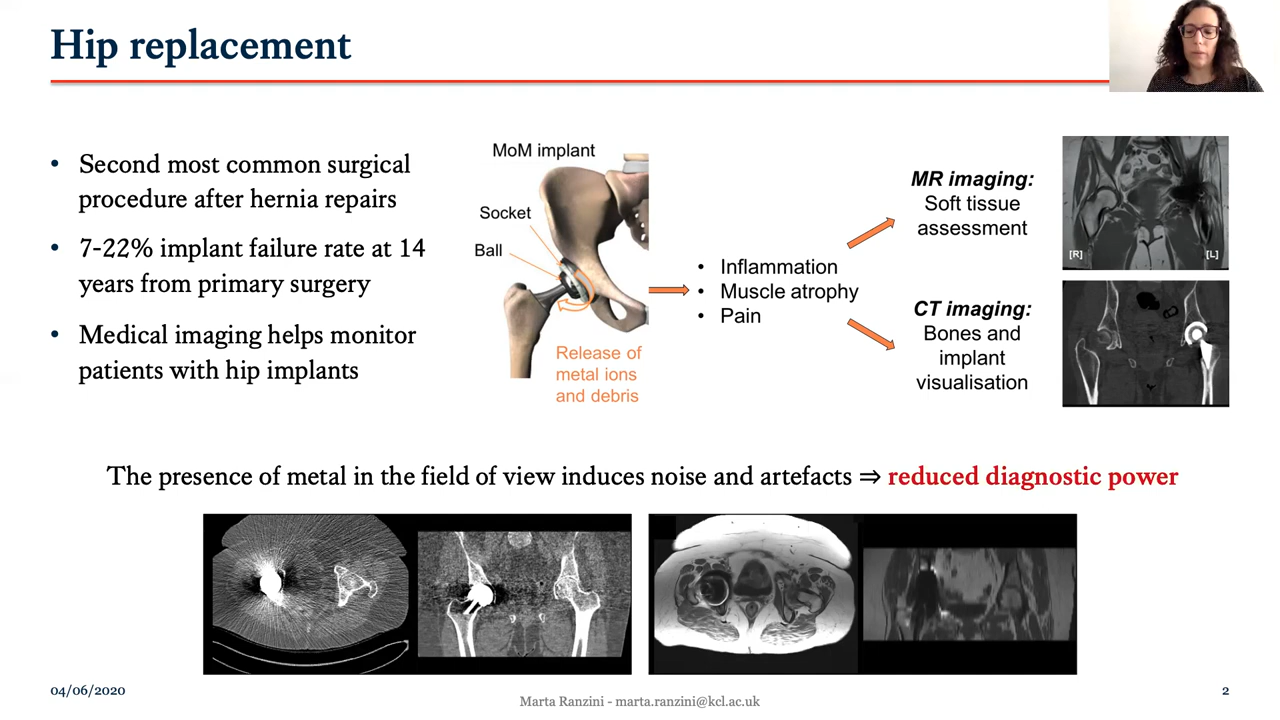 Hip replacement
• Second most common surgical
procedure after hernia repairs
• 7-22% implant failure rate at 14
years from primary surgery
• Medical imaging helps monitor
patients with hip implants
MoM implant
Socket
Ball
Release of
metal ions
and debris
• Inflammation
• Muscle atrophy
• Pain
MR imaging:
Soft tissue
assessment
[R]
[L]
CT imaging:
Bones and
implant
visualisation
The presence of metal in the field of view induces noise and artefacts ⇒ reduced diagnostic power
04/06/2020
Marta Ranzini - marta.ranzini@kcl.ac.uk
2